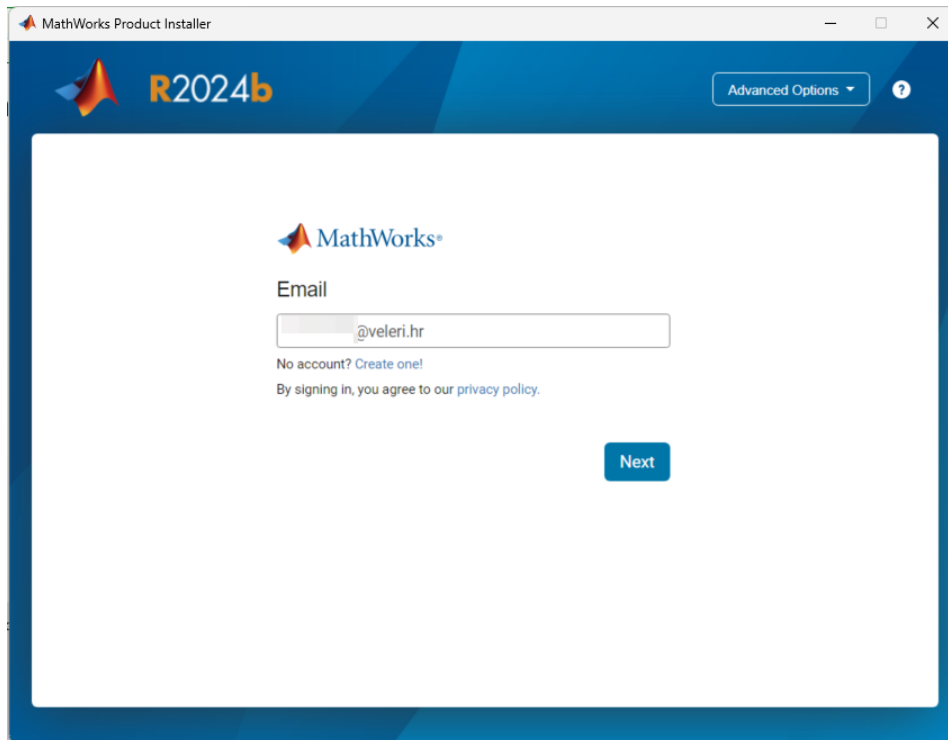 MathWorks Product Installer
R2024b
Advanced Options
?
MathWorks®
Email
@veleri.hr
No account? Create one!
By signing in, you agree to our privacy policy.
Next